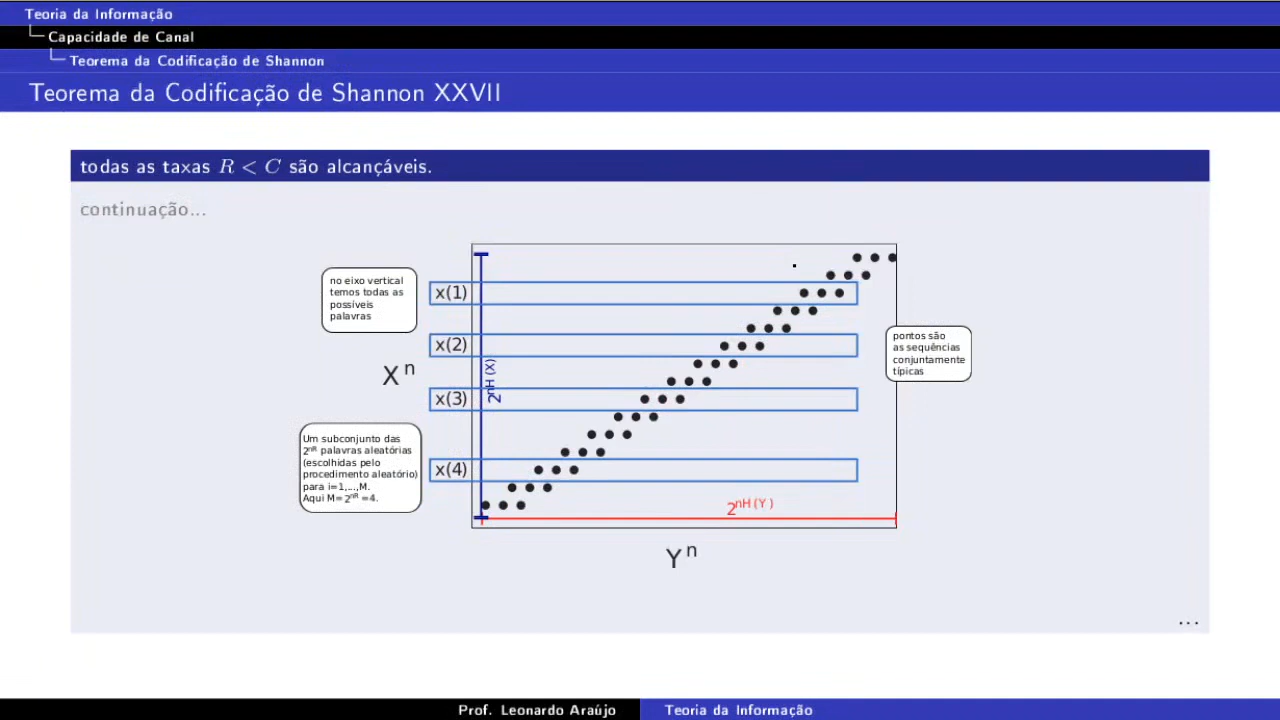 Teoria da Informação
Capacidade de Canal
Teorema da Codificação de Shannon
Teorema da Codificação de Shannon XXVII
todas as taxas R < C são alcançáveis.
continuação...
no eixo vertical
temos todas as
possíveis
palavras
x(1)
x(2)
x(3)
x(4)
X^n
2^nH(X)
pontos são
as sequências
conjuntamente
típicas
Um subconjunto das
2^nR palavras aleatórias
(escolhidas pelo
procedimento aleatório)
para i=1,...,M.
Aqui M=2^nR=4.
2^nH(Y)
Y^n
...
Prof. Leonardo Araújo
Teoria da Informação